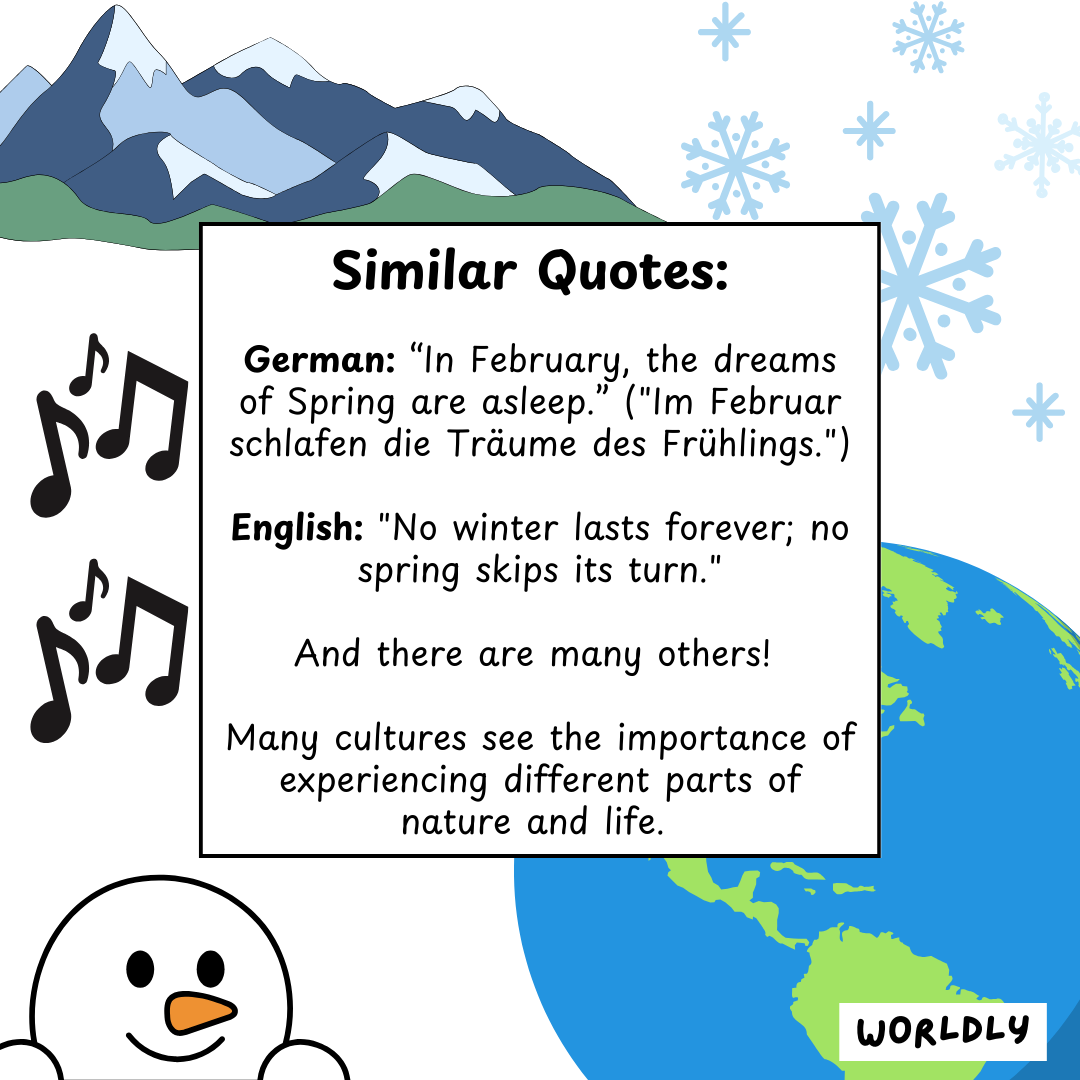 Similar Quotes:
German: “In February, the dreams
of Spring are asleep.” ("Im Februar
schlafen die Träume des Frühlings.")
English: "No winter lasts forever; no
spring skips its turn."
And there are many others!
Many cultures see the importance of
experiencing different parts of
nature and life.
WORLDLY